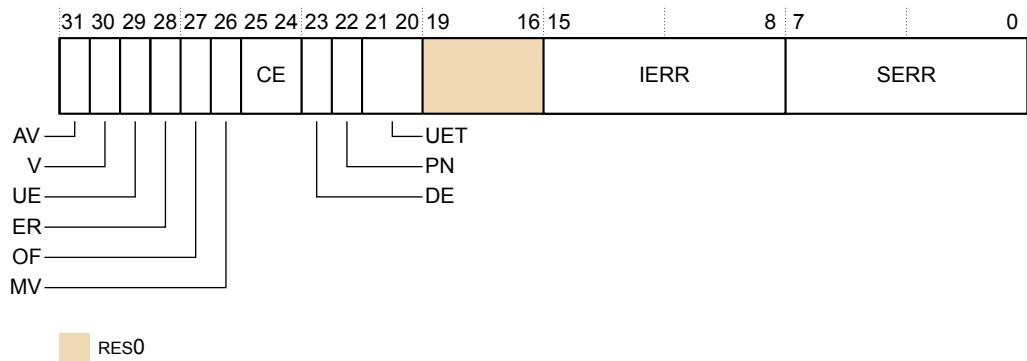 31 30 29 28 27 26 25 24 23 22 21 20 19 16 15 8 7 0
CE IERR SERR
AV UET
V PN
UE DE
ER
OF
MV
RES0